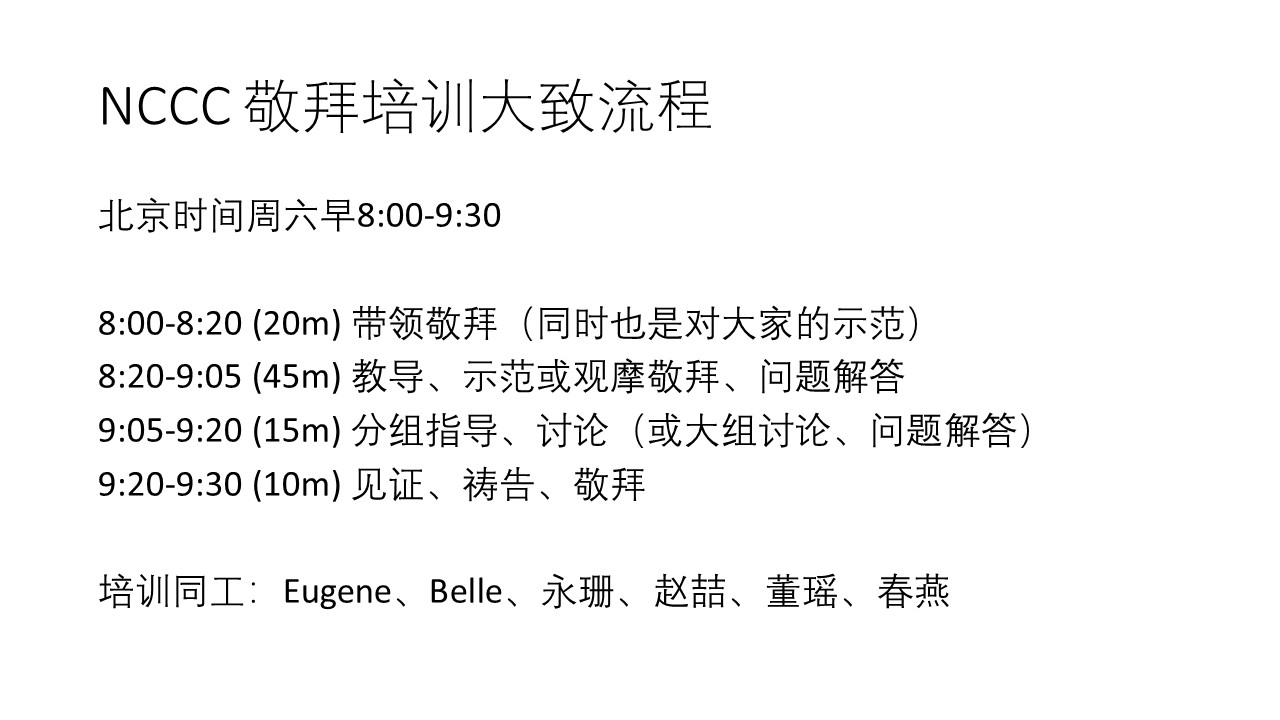 NCCC 敬拜培训大致流程
北京时间周六早8:00-9:30
8:00-8:20 (20m) 带领敬拜（同时也是对大家的示范）
8:20-9:05 (45m) 教导、示范或观摩敬拜、问题解答
9:05-9:20 (15m) 分组指导、讨论（或大组讨论、问题解答）
9:20-9:30 (10m) 见证、祷告、敬拜
培训同工：Eugene、Belle、永珊、赵喆、董瑶、春燕